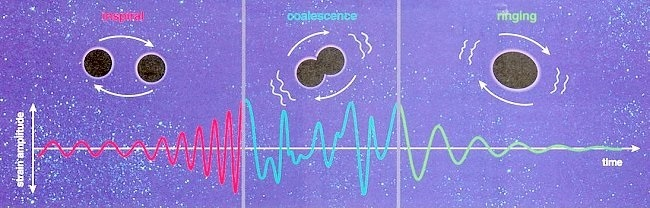 inspiral
coalescence
ringing
strain amplitude
time